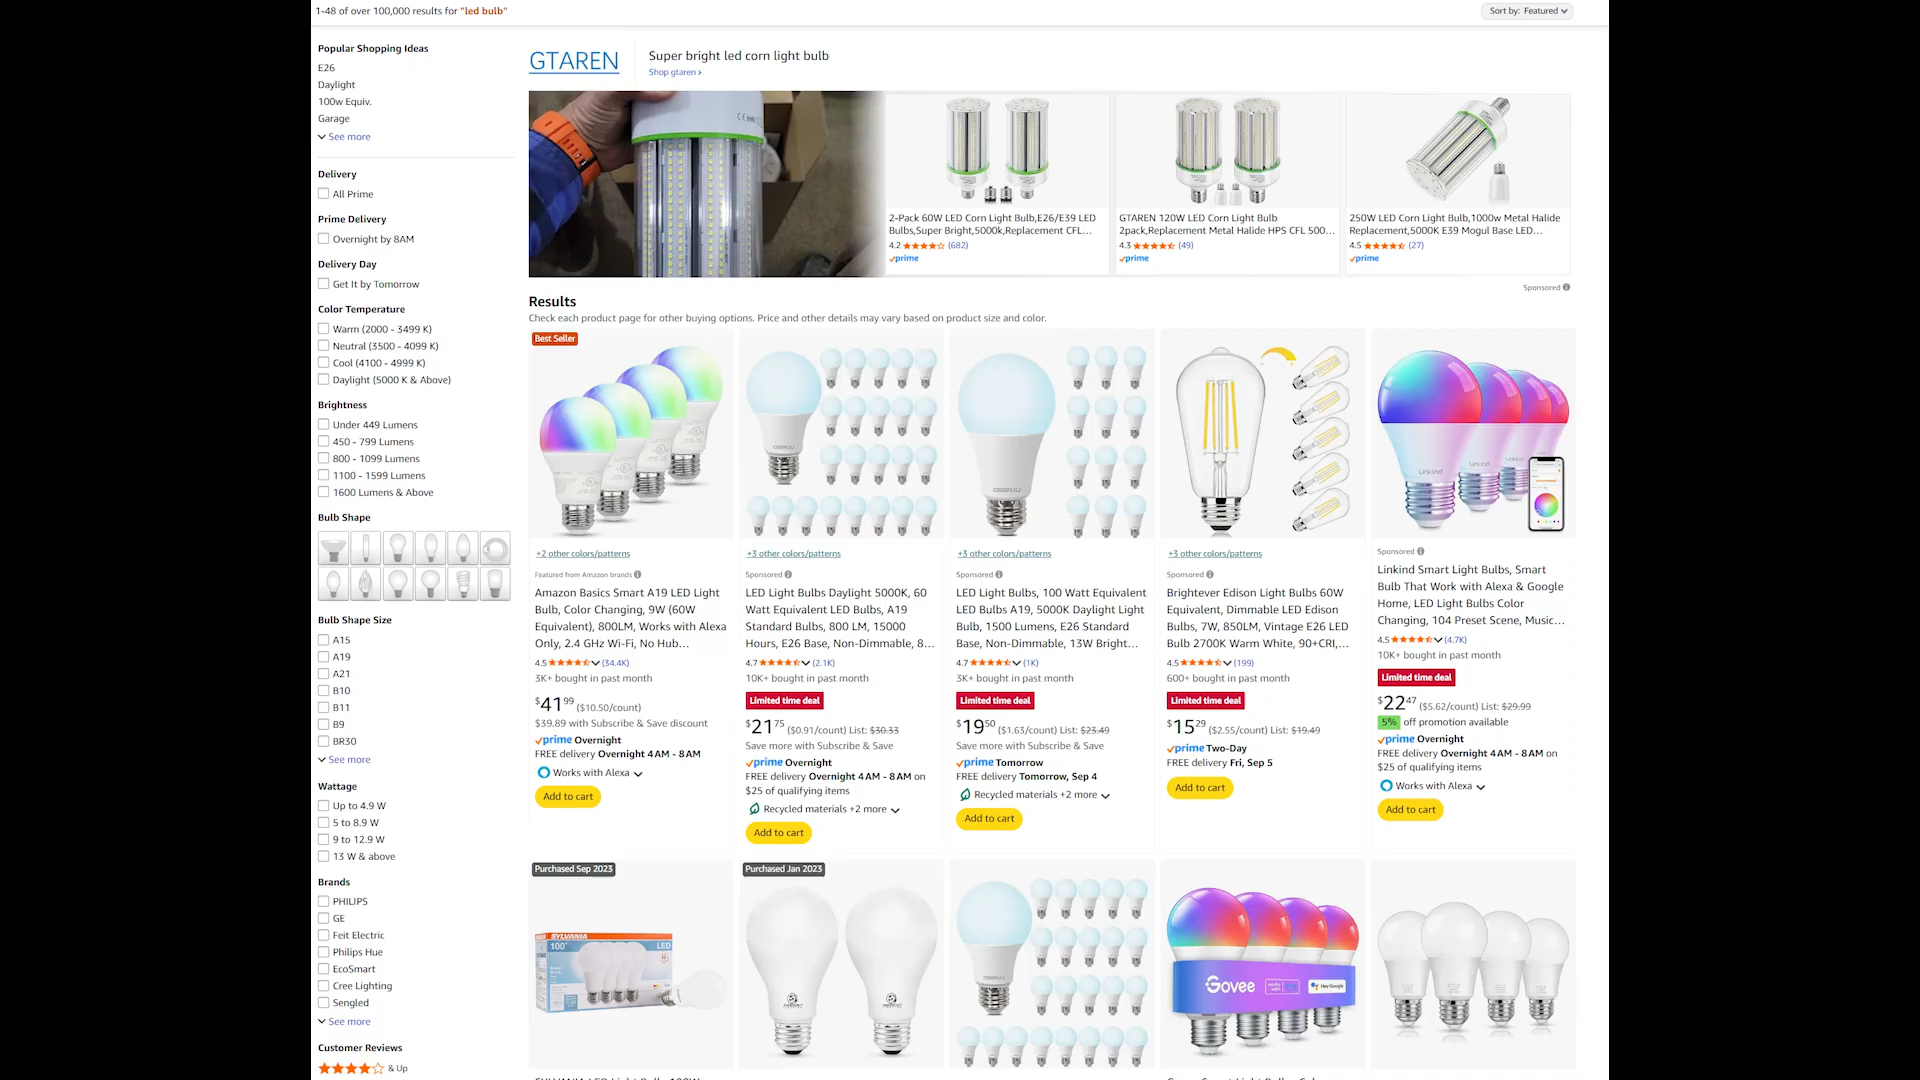 1-48 of over 100,000 results for "led bulb"
Sort by: Featured
Popular Shopping Ideas
E26
Daylight
100w Equiv.
Garage
See more
Delivery
All Prime
Prime Delivery
Overnight by 8AM
Delivery Day
Get It by Tomorrow
Color Temperature
Warm (2000 - 3499 K)
Neutral (3500 - 4099 K)
Cool (4100 - 4999 K)
Daylight (5000 K & Above)
Brightness
Under 449 Lumens
450 - 799 Lumens
800 - 1099 Lumens
1100 - 1599 Lumens
1600 Lumens & Above
Bulb Shape
Bulb Shape Size
A15
A19
A21
B10
B11
B9
BR30
See more
Wattage
Up to 4.9 W
5 to 8.9 W
9 to 12.9 W
13 W & above
Brands
PHILIPS
GE
Feit Electric
Philips Hue
EcoSmart
Cree Lighting
Sengled
See more
Customer Reviews
& Up
GTAREN
Super bright led corn light bulb
Shop gtaren ›
2-Pack 60W LED Corn Light Bulb,E26/E39 LED
Bulbs,Super Bright,5000k,Replacement CFL...
4.2 (682)
prime
GTAREN 120W LED Corn Light Bulb
2pack,Replacement Metal Halide HPS CFL 500...
4.3 (49)
prime
250W LED Corn Light Bulb,1000w Metal Halide
Replacement,5000K E39 Mogul Base LED...
4.5 (27)
prime
Sponsored
Results
Check each product page for other buying options. Price and other details may vary based on product size and color.
Best Seller
+2 other colors/patterns
Featured from Amazon brands
Amazon Basics Smart A19 LED Light
Bulb, Color Changing, 9W (60W
Equivalent), 800LM, Works with Alexa
Only, 2.4 GHz Wi-Fi, No Hub...
4.5 (34.4K)
3K+ bought in past month
$41.99 ($10.50/count)
$39.89 with Subscribe & Save discount
prime Overnight
FREE delivery Overnight 4 AM - 8 AM
Works with Alexa
Add to cart
+3 other colors/patterns
Sponsored
LED Light Bulbs Daylight 5000K, 60
Watt Equivalent LED Bulbs, A19
Standard Bulbs, 800 LM, 15000
Hours, E26 Base, Non-Dimmable, 8...
4.7 (2.1K)
10K+ bought in past month
Limited time deal
$21.75 ($0.91/count) List: $30.33
Save more with Subscribe & Save
prime Overnight
FREE delivery Overnight 4 AM - 8 AM on
$25 of qualifying items
Recycled materials +2 more
Add to cart
+3 other colors/patterns
Sponsored
LED Light Bulbs, 100 Watt Equivalent
LED Bulbs A19, 5000K Daylight Light
Bulb, 1500 Lumens, E26 Standard
Base, Non-Dimmable, 13W Bright...
4.7 (1K)
3K+ bought in past month
Limited time deal
$19.50 ($1.63/count) List: $23.49
Save more with Subscribe & Save
prime Tomorrow
FREE delivery Tomorrow, Sep 4
Recycled materials +2 more
Add to cart
+3 other colors/patterns
Sponsored
Brightever Edison Light Bulbs 60W
Equivalent, Dimmable LED Edison
Bulbs, 7W, 850LM, Vintage E26 LED
Bulb 2700K Warm White, 90+CRI,...
4.5 (199)
600+ bought in past month
Limited time deal
$15.29 ($2.55/count) List: $19.49
prime Two-Day
FREE delivery Fri, Sep 5
Add to cart
Linkind
Sponsored
Linkind Smart Light Bulbs, Smart
Bulb That Work with Alexa & Google
Home, LED Light Bulbs Color
Changing, 104 Preset Scene, Music...
4.5 (4.7K)
10K+ bought in past month
Limited time deal
$22.47 ($5.62/count) List: $29.99
5% off promotion available
prime Overnight
FREE delivery Overnight 4 AM - 8 AM on
$25 of qualifying items
Works with Alexa
Add to cart
Purchased Sep 2023
SYLVANIA
100
LED
Purchased Jan 2023
Govee
Hey Google